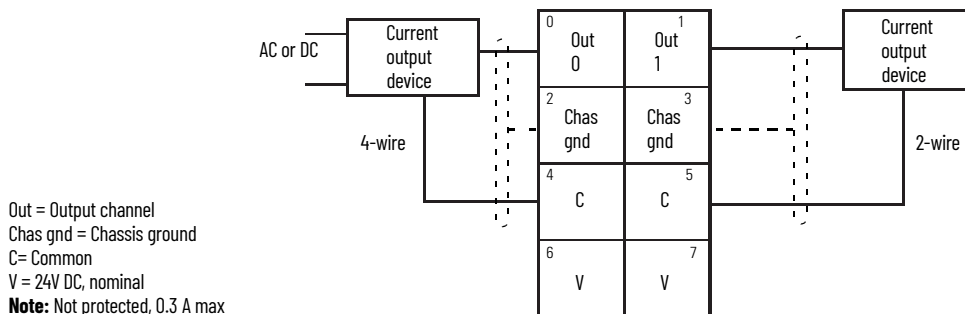 AC or DC
Current
output
device
4-wire
0
Out
0
1
Out
1
2
Chas
gnd
3
Chas
gnd
4
C
5
C
6
V
7
V
Current
output
device
2-wire
Out = Output channel
Chas gnd = Chassis ground
C= Common
V = 24V DC, nominal
Note: Not protected, 0.3 A max